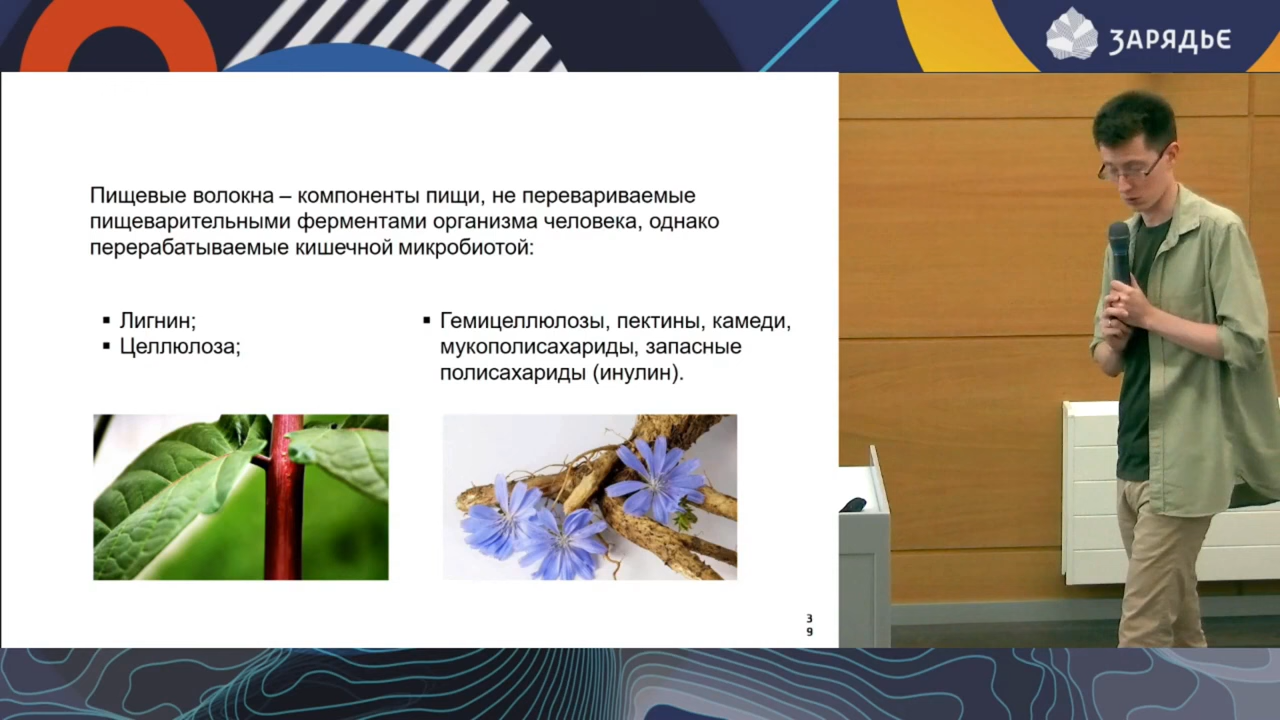 ЗАРЯДЬЕ
Пищевые волокна – компоненты пищи, не перевариваемые
пищеварительными ферментами организма человека, однако
перерабатываемые кишечной микробиотой:
▪ Лигнин;
▪ Целлюлоза;
▪ Гемицеллюлозы, пектины, камеди,
мукополисахариды, запасные
полисахариды (инулин).
3
9